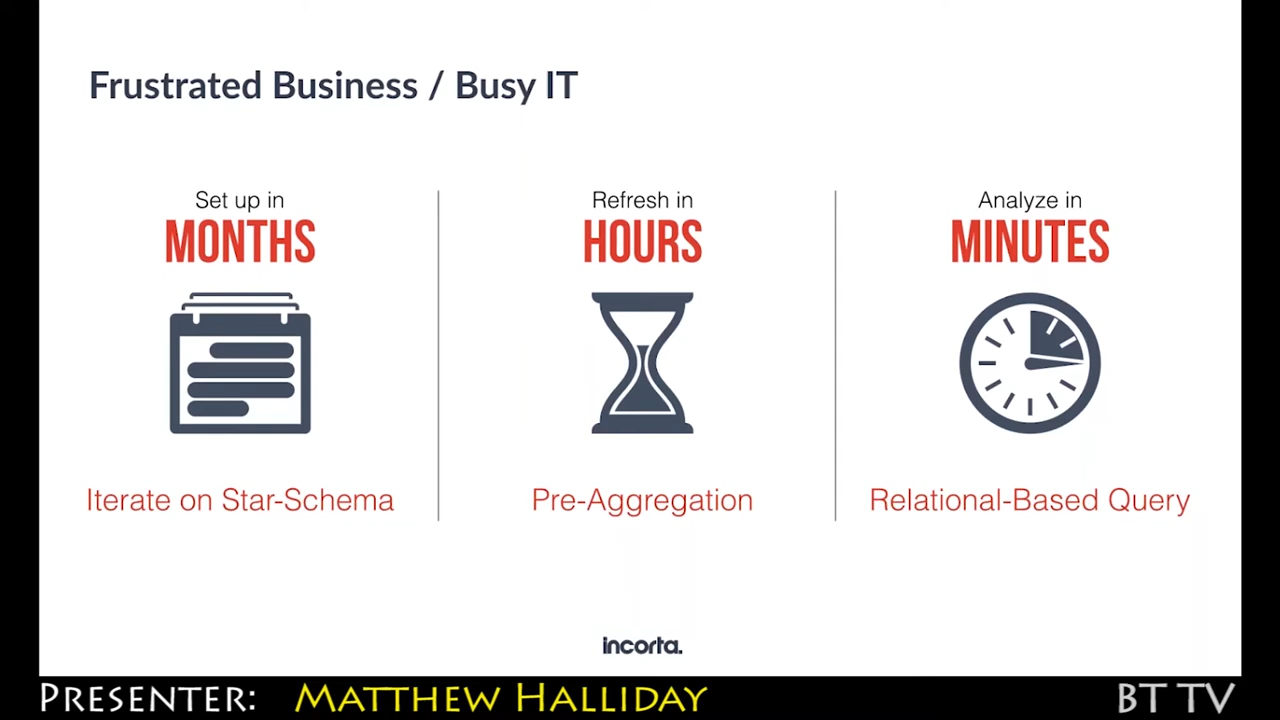 Frustrated Business / Busy IT
Set up in
MONTHS
Iterate on Star-Schema
Refresh in
HOURS
Pre-Aggregation
Analyze in
MINUTES
Relational-Based Query
incorta.
PRESENTER: MATTHEW HALLIDAY
BT TV